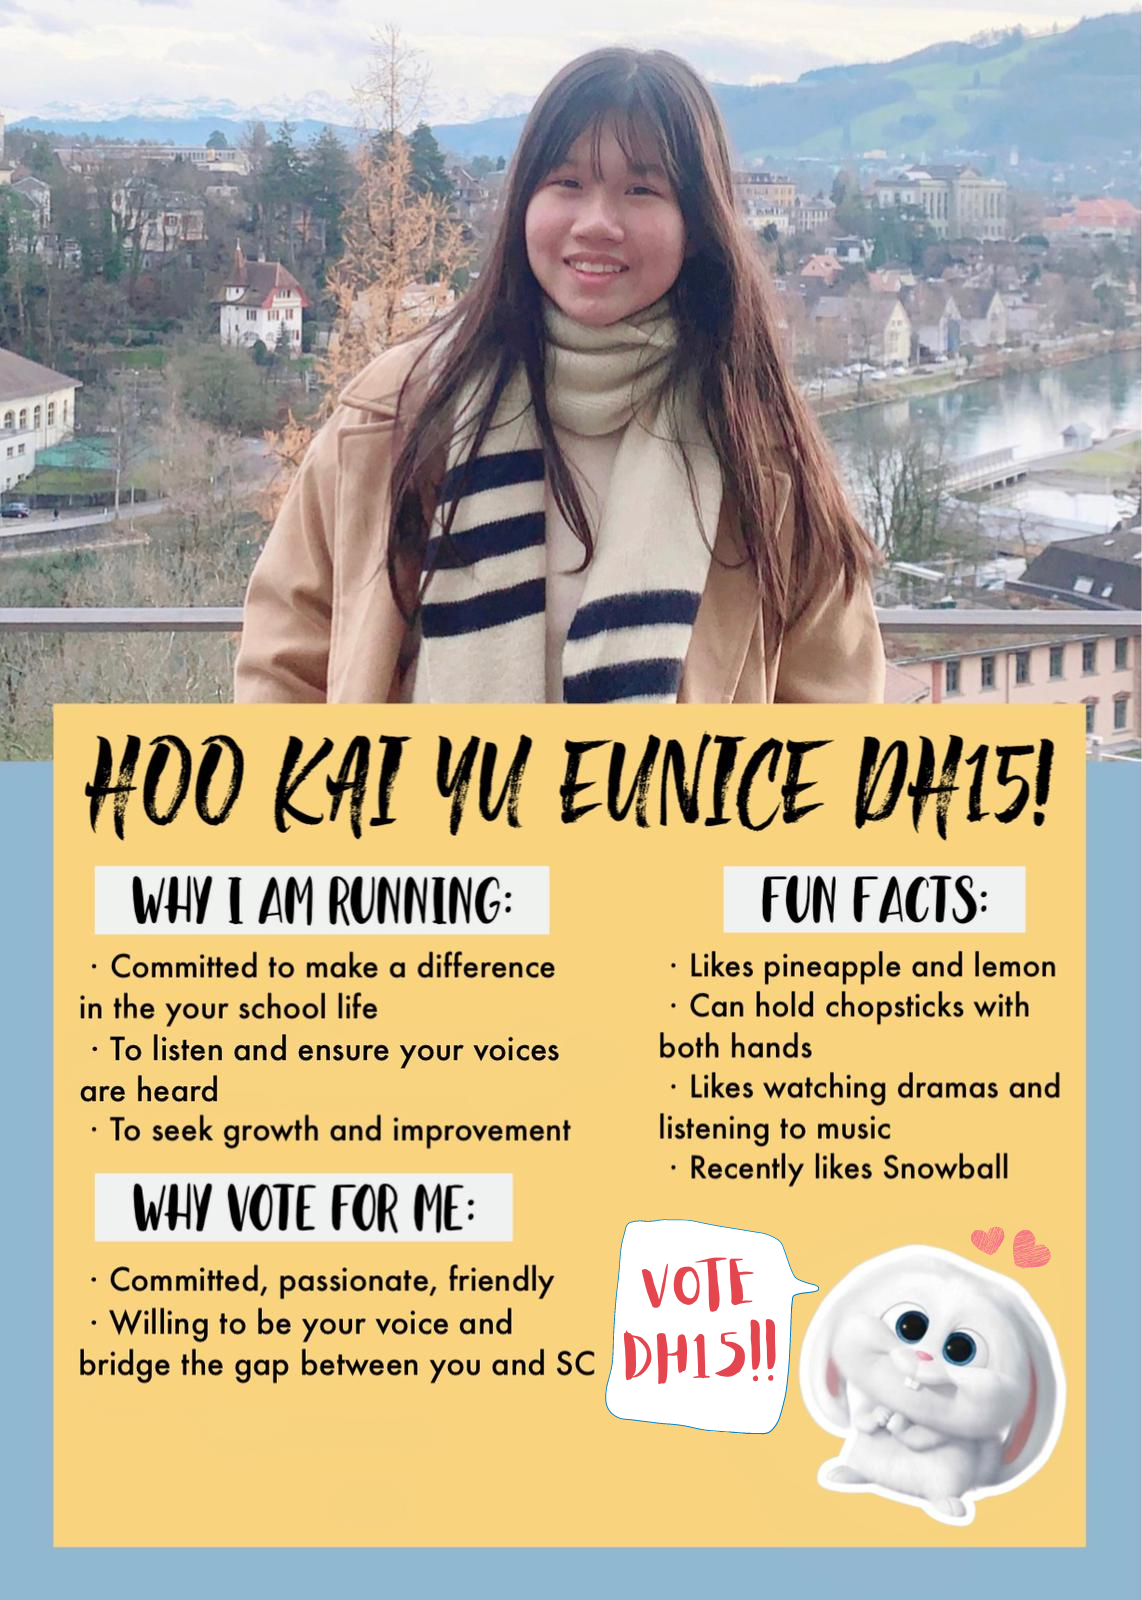 HOO KAI YU EUNICE DH15!
WHY I AM RUNNING:
· Committed to make a difference
in the your school life
· To listen and ensure your voices
are heard
· To seek growth and improvement
WHY VOTE FOR ME:
· Committed, passionate, friendly
· Willing to be your voice and
bridge the gap between you and SC
FUN FACTS:
· Likes pineapple and lemon
· Can hold chopsticks with
both hands
· Likes watching dramas and
listening to music
· Recently likes Snowball
VOTE
DH15!!